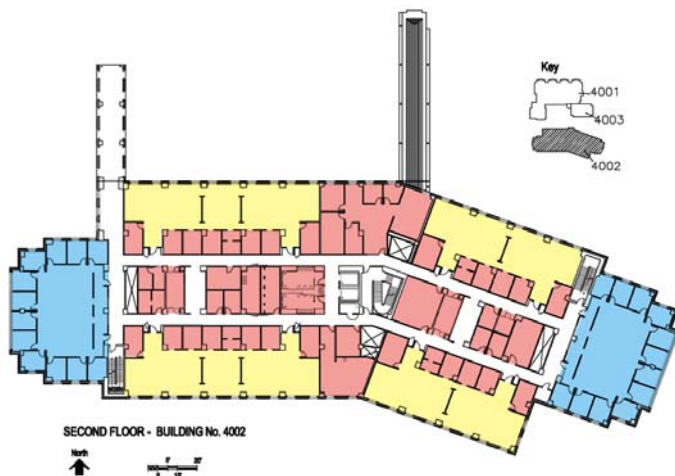 Key
4001
4003
4002
SECOND FLOOR - BUILDING No. 4002
North